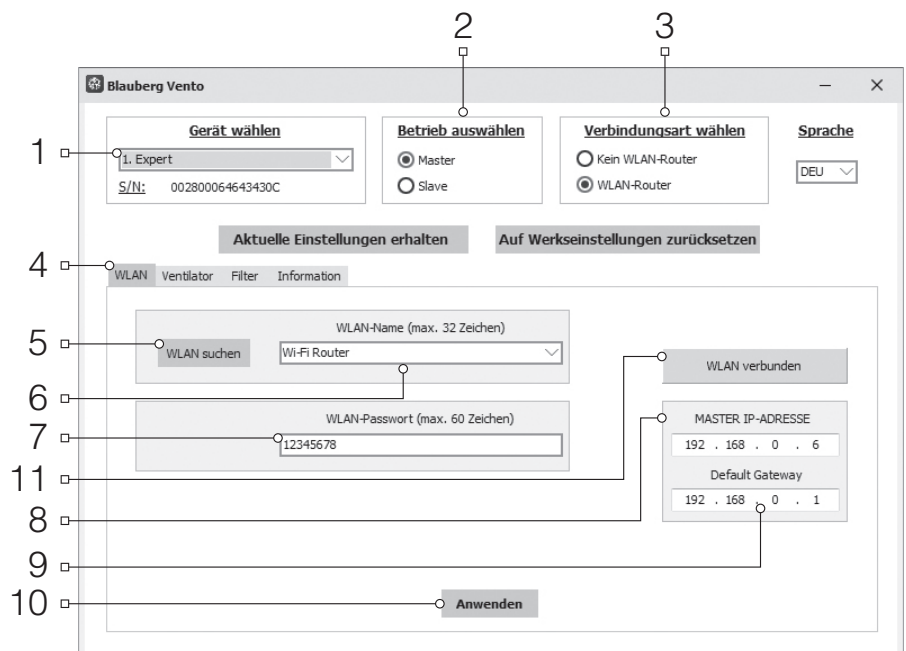 2 3
Blauberg Vento
1
Gerät wählen
1. Expert
S/N: 002800064643430C
Betrieb auswählen
Master
Slave
Verbindungsart wählen
Kein WLAN-Router
WLAN-Router
Sprache
DEU
Aktuelle Einstellungen erhalten Auf Werkseinstellungen zurücksetzen
4
WLAN Ventilator Filter Information
5
WLAN suchen
WLAN-Name (max. 32 Zeichen)
Wi-Fi Router
6
7
WLAN-Passwort (max. 60 Zeichen)
12345678
WLAN verbunden
11
MASTER IP-ADRESSE
192 . 168 . 0 . 6
Default Gateway
192 . 168 . 0 . 1
8
9
10
Anwenden